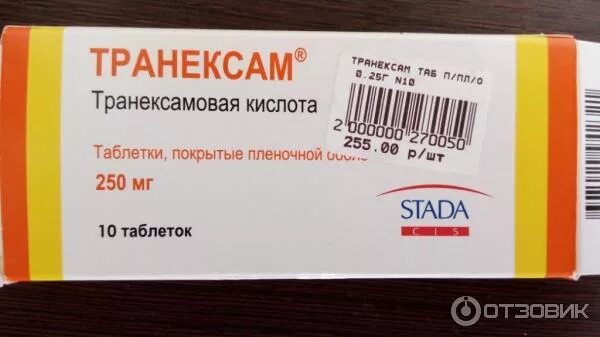 ТРАНЕКСАМ®
Транексамовая кислота
Таблетки, покрытые пленочной
250 мг
10 таблеток
ТРАНЕКСАМ ТАБ П/ПЛ/О
0.25Г N10
2 000000 270050
255.00 р/шт
STADA
CIS
ОТЗОВИК